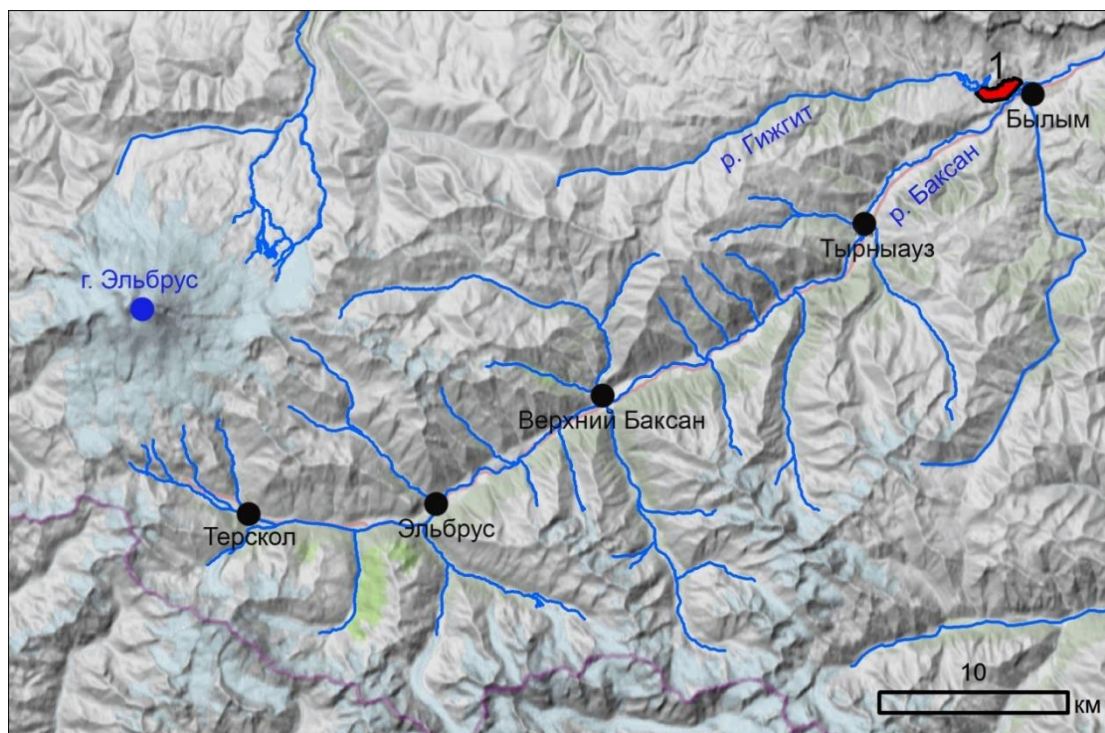 1
Былым
р. Гижгит
р. Баксан
Тырныауз
г. Эльбрус
Верхний Баксан
Эльбрус
Терскол
10
км